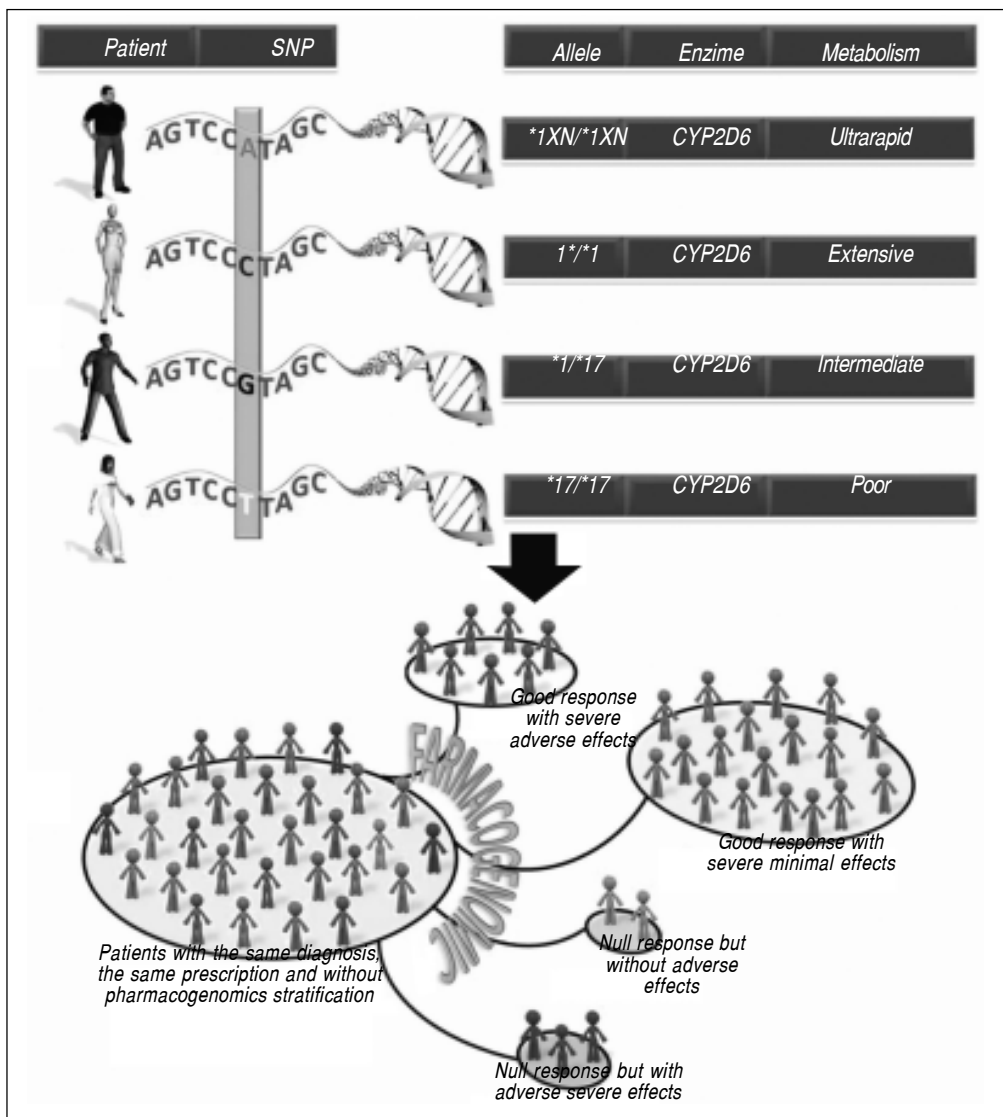 Patient SNP Allele Enzime Metabolism
AGTCCATAGC *1XN/*1XN CYP2D6 Ultrarapid
AGTCCCTAGC 1*/*1 CYP2D6 Extensive
AGTCCGTAGC *1/*17 CYP2D6 Intermediate
AGTCCTTAGC *17/*17 CYP2D6 Poor
Good response
with severe
adverse effects
FARMACOGENOMIC
Good response with
severe minimal effects
Patients with the same diagnosis,
the same prescription and without
pharmacogenomics stratification
Null response but
without adverse
effects
Null response but with
adverse severe effects